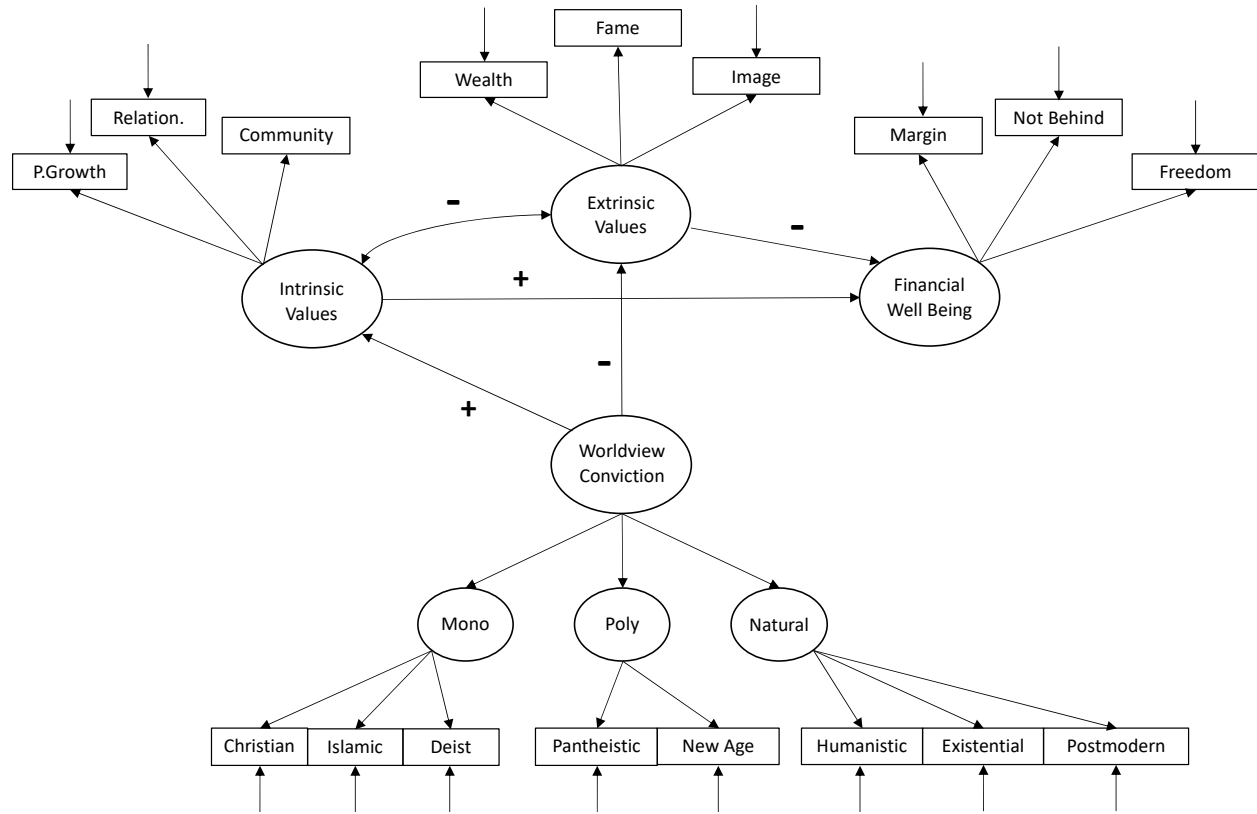 Fame
Wealth
Image
Relation.
Not Behind
Community
Margin
P.Growth
Freedom
-
Extrinsic
Values
-
+
Intrinsic
Values
Financial
Well Being
-
+
Worldview
Conviction
Mono
Poly
Natural
Christian
Islamic
Deist
Pantheistic
New Age
Humanistic
Existential
Postmodern